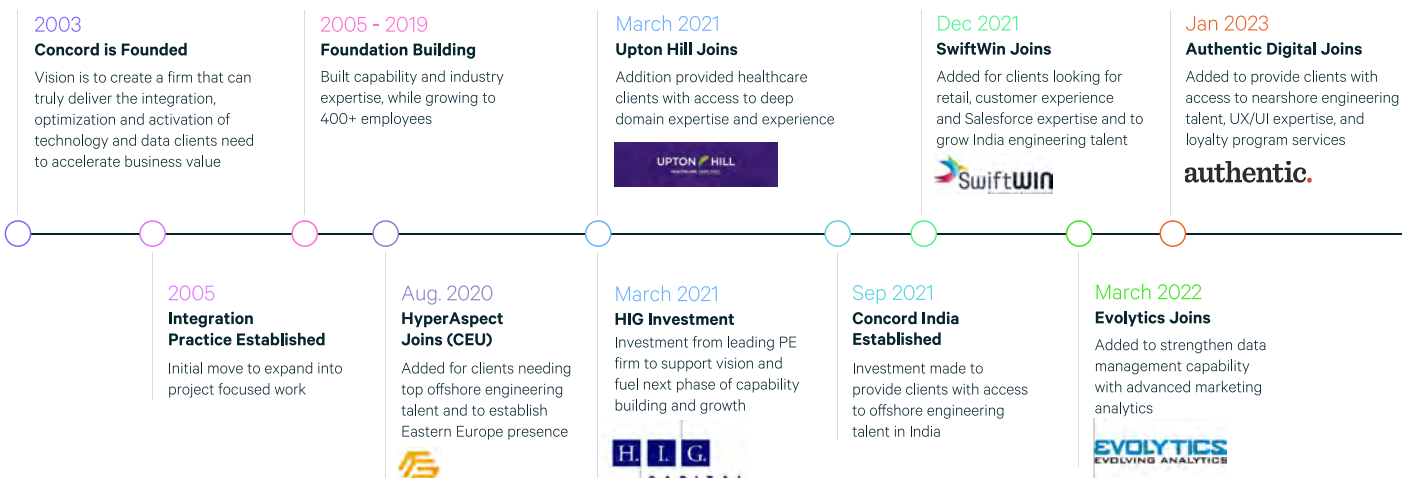 2003
Concord is Founded
Vision is to create a firm that can
truly deliver the integration,
optimization and activation of
technology and data clients need
to accelerate business value
2005 - 2019
Foundation Building
Built capability and industry
expertise, while growing to
400+ employees
March 2021
Upton Hill Joins
Addition provided healthcare
clients with access to deep
domain expertise and experience
UPTON HILL
Dec 2021
SwiftWin Joins
Added for clients looking for
retail, customer experience
and Salesforce expertise and to
grow India engineering talent
SwiftWIN
Jan 2023
Authentic Digital Joins
Added to provide clients with
access to nearshore engineering
talent, UX/UI expertise, and
loyalty program services
authentic.
2005
Integration
Practice Established
Initial move to expand into
project focused work
Aug. 2020
HyperAspect
Joins (CEU)
Added for clients needing
top offshore engineering
talent and to establish
Eastern Europe presence
March 2021
HIG Investment
Investment from leading PE
firm to support vision and
fuel next phase of capability
building and growth
H. I. G.
Sep 2021
Concord India
Established
Investment made to
provide clients with access
to offshore engineering
talent in India
March 2022
Evolytics Joins
Added to strengthen data
management capability
with advanced marketing
analytics
EVOLYTICS
EVOLVING ANALYTICS